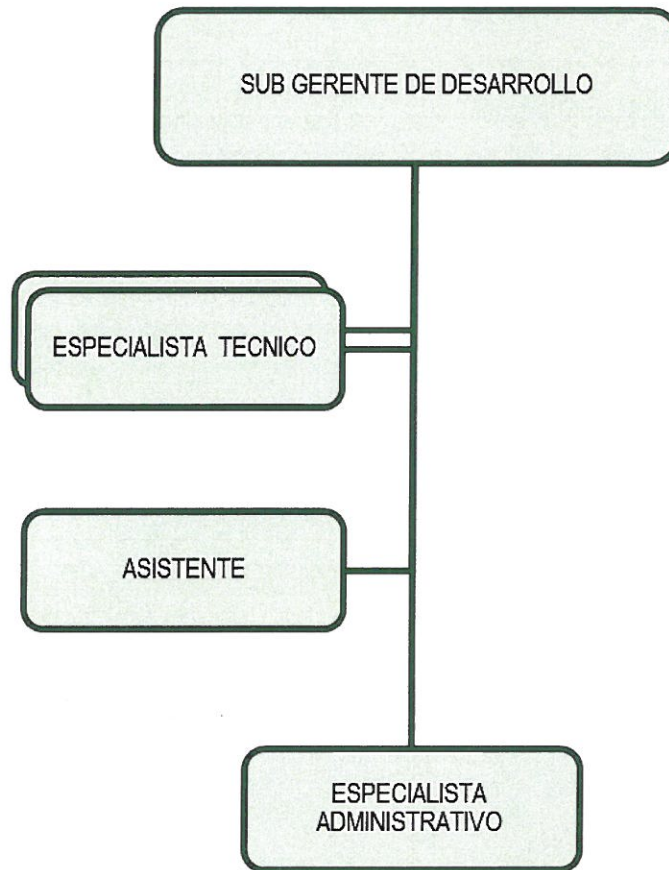 SUB GERENTE DE DESARROLLO
ESPECIALISTA TECNICO
ASISTENTE
ESPECIALISTA
ADMINISTRATIVO